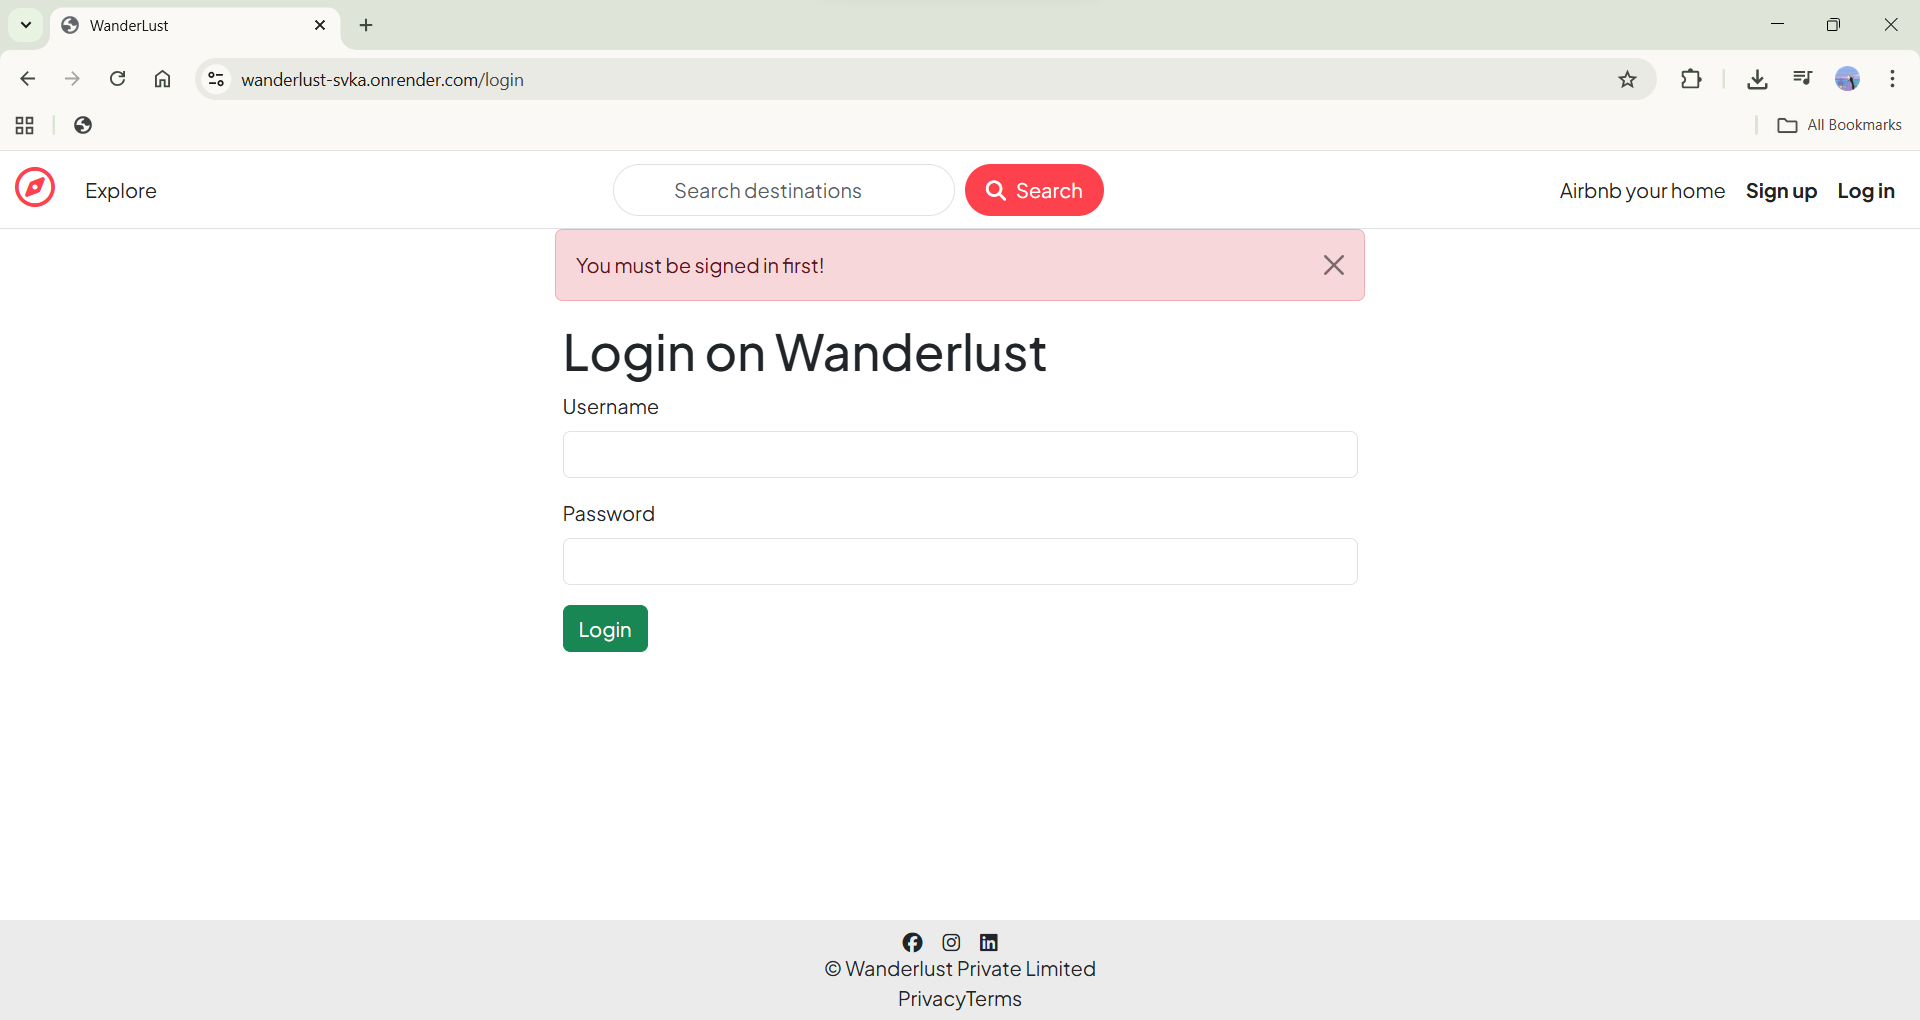 WanderLust
wanderlust-svka.onrender.com/login
All Bookmarks
Explore
Search destinations
Search
Airbnb your home
Sign up
Log in
You must be signed in first!
Login on Wanderlust
Username
Password
Login
© Wanderlust Private Limited
PrivacyTerms